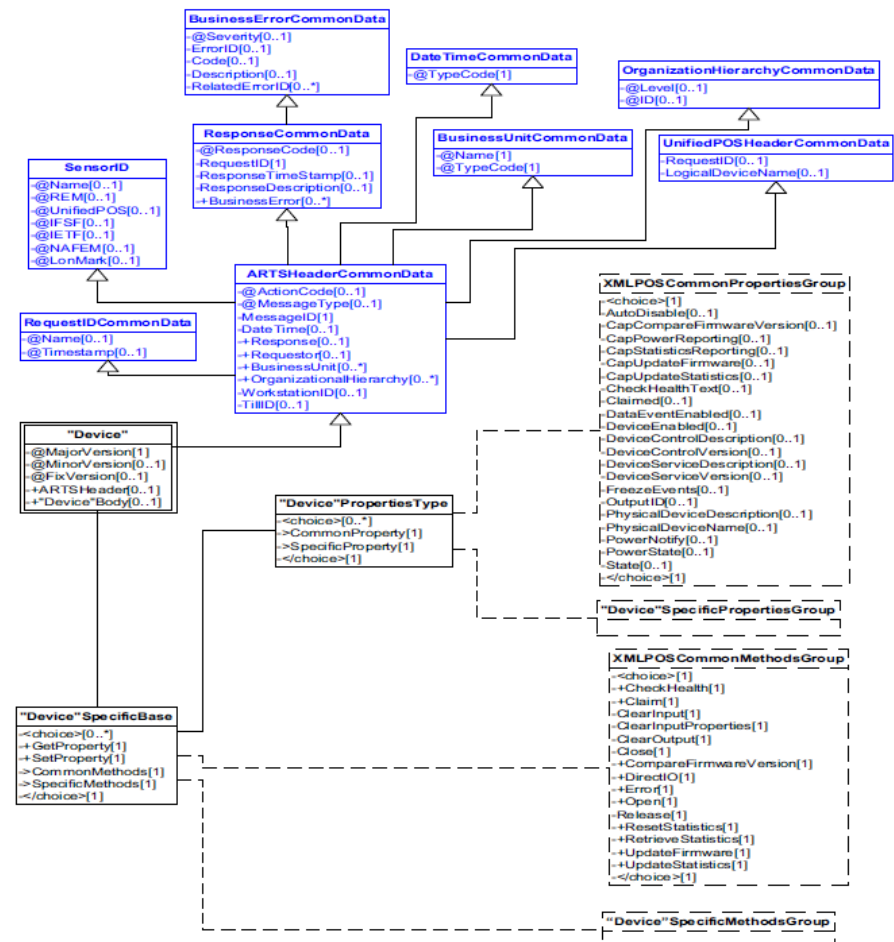 BusinessErrorCommonData
-@Severity[0..1]
-ErrorID[0..1]
-Code[0..1]
-Description[0..1]
-RelatedErrorID[0..*]
DateTimeCommonData
-@TypeCode[1]
OrganizationHierarchyCommonData
-@Level[0..1]
-@ID[0..1]
ResponseCommonData
-@ResponseCode[0..1]
-RequestID[1]
-ResponseTimeStamp[0..1]
-ResponseDescription[0..1]
-+BusinessError[0..*]
BusinessUnitCommonData
-@Name[1]
-@TypeCode[1]
UnifiedPOSHeaderCommonData
-RequestID[0..1]
-LogicalDeviceName[0..1]
SensorID
-@Name[0..1]
-@REM[0..1]
-@UnifiedPOS[0..1]
-@IFSF[0..1]
-@IETF[0..1]
-@NAFEM[0..1]
-@LonMark[0..1]
ARTSHeaderCommonData
-@ActionCode[0..1]
-@MessageType[0..1]
-MessageID[1]
-DateTime[0..1]
-+Response[0..1]
-+Requestor[0..1]
-+BusinessUnit[0..*]
-+OrganizationalHierarchy[0..*]
-WorkstationID[0..1]
-TillID[0..1]
RequestIDCommonData
-@Name[0..1]
-@Timestamp[0..1]
XMLPOSCommonPropertiesGroup
-<choice>[1]
-AutoDisable[0..1]
-CapCompareFirmwareVersion[0..1]
-CapPowerReporting[0..1]
-CapStatisticsReporting[0..1]
-CapUpdateFirmware[0..1]
-CapUpdateStatistics[0..1]
-CheckHealthText[0..1]
-Claimed[0..1]
-DataEventEnabled[0..1]
-DeviceEnabled[0..1]
-DeviceControlDescription[0..1]
-DeviceControlVersion[0..1]
-DeviceServiceDescription[0..1]
-DeviceServiceVersion[0..1]
-FreezeEvents[0..1]
-OutputID[0..1]
-PhysicalDeviceDescription[0..1]
-PhysicalDeviceName[0..1]
-PowerNotify[0..1]
-PowerState[0..1]
-State[0..1]
-</choice>[1]
"Device"
-@MajorVersion[1]
-@MinorVersion[0..1]
-@FixVersion[0..1]
-+ARTSHeader[0..1]
-+"Device"Body[0..1]
"Device"PropertiesType
-<choice>[0..*]
->CommonProperty[1]
->SpecificProperty[1]
-</choice>[1]
"Device"SpecificPropertiesGroup
XMLPOSCommonMethodsGroup
-<choice>[1]
-+CheckHealth[1]
-+Claim[1]
-ClearInput[1]
-ClearInputProperties[1]
-ClearOutput[1]
-Close[1]
-+CompareFirmwareVersion[1]
-+DirectIO[1]
-+Error[1]
-+Open[1]
-Release[1]
-+ResetStatistics[1]
-+RetrieveStatistics[1]
-+UpdateFirmware[1]
-+UpdateStatistics[1]
-</choice>[1]
"Device"SpecificBase
-<choice>[0..*]
-+GetProperty[1]
-+SetProperty[1]
->CommonMethods[1]
->SpecificMethods[1]
-</choice>[1]
"Device"SpecificMethodsGroup